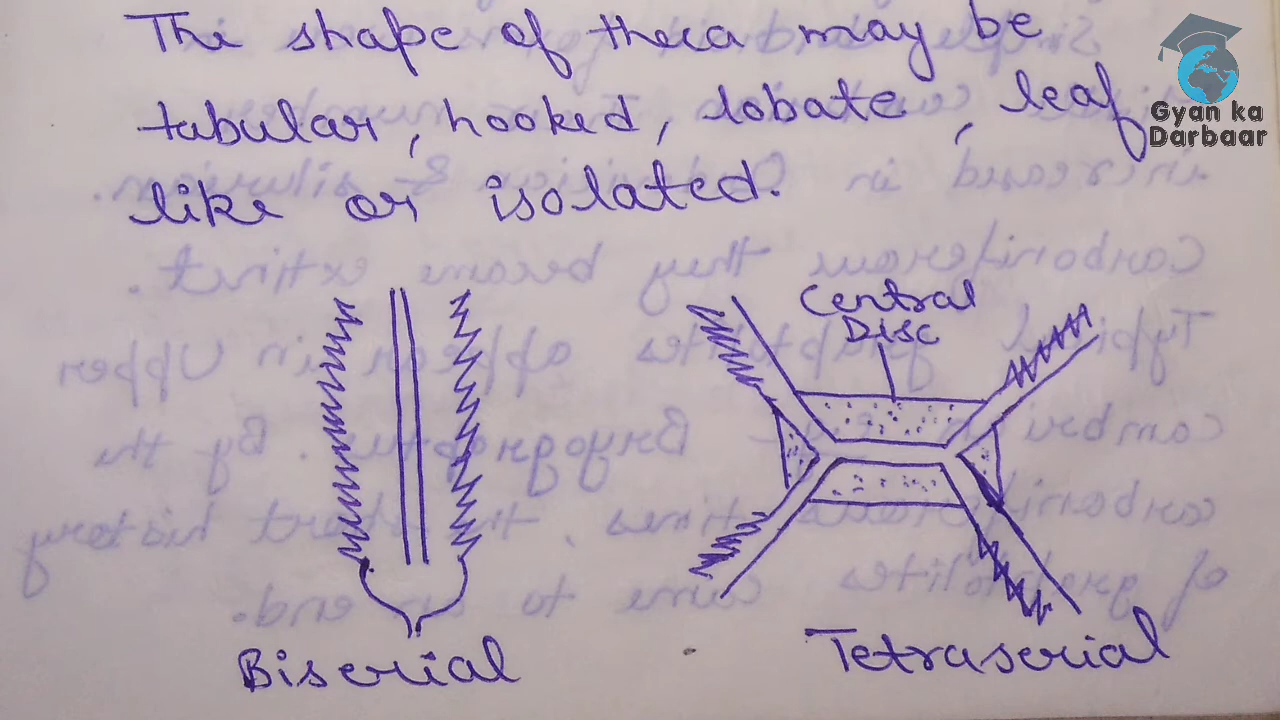 The shape of theca may be
tabular, hooked, lobate, leaf
like or isolated.
Gyan ka
Darbaar
Central
Disc
Biserial
Tetraserial